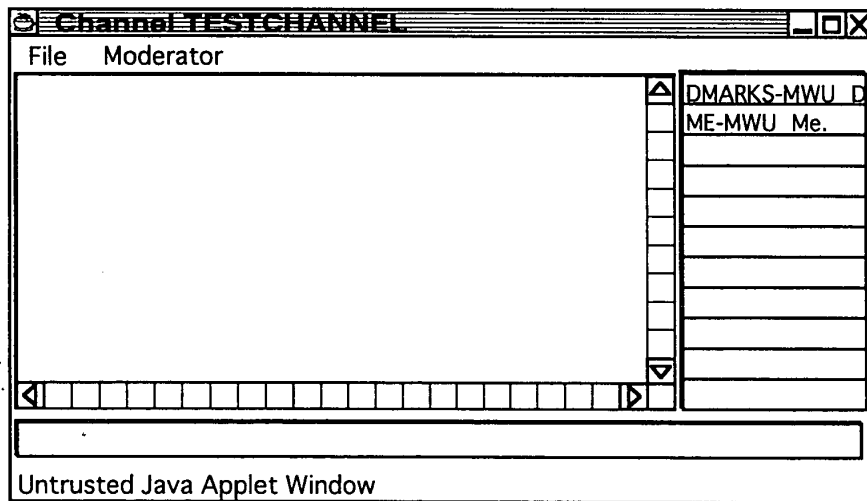 Channel TESTCHANNEL
File Moderator
DMARKS-MWU D
ME-MWU Me.
Untrusted Java Applet Window